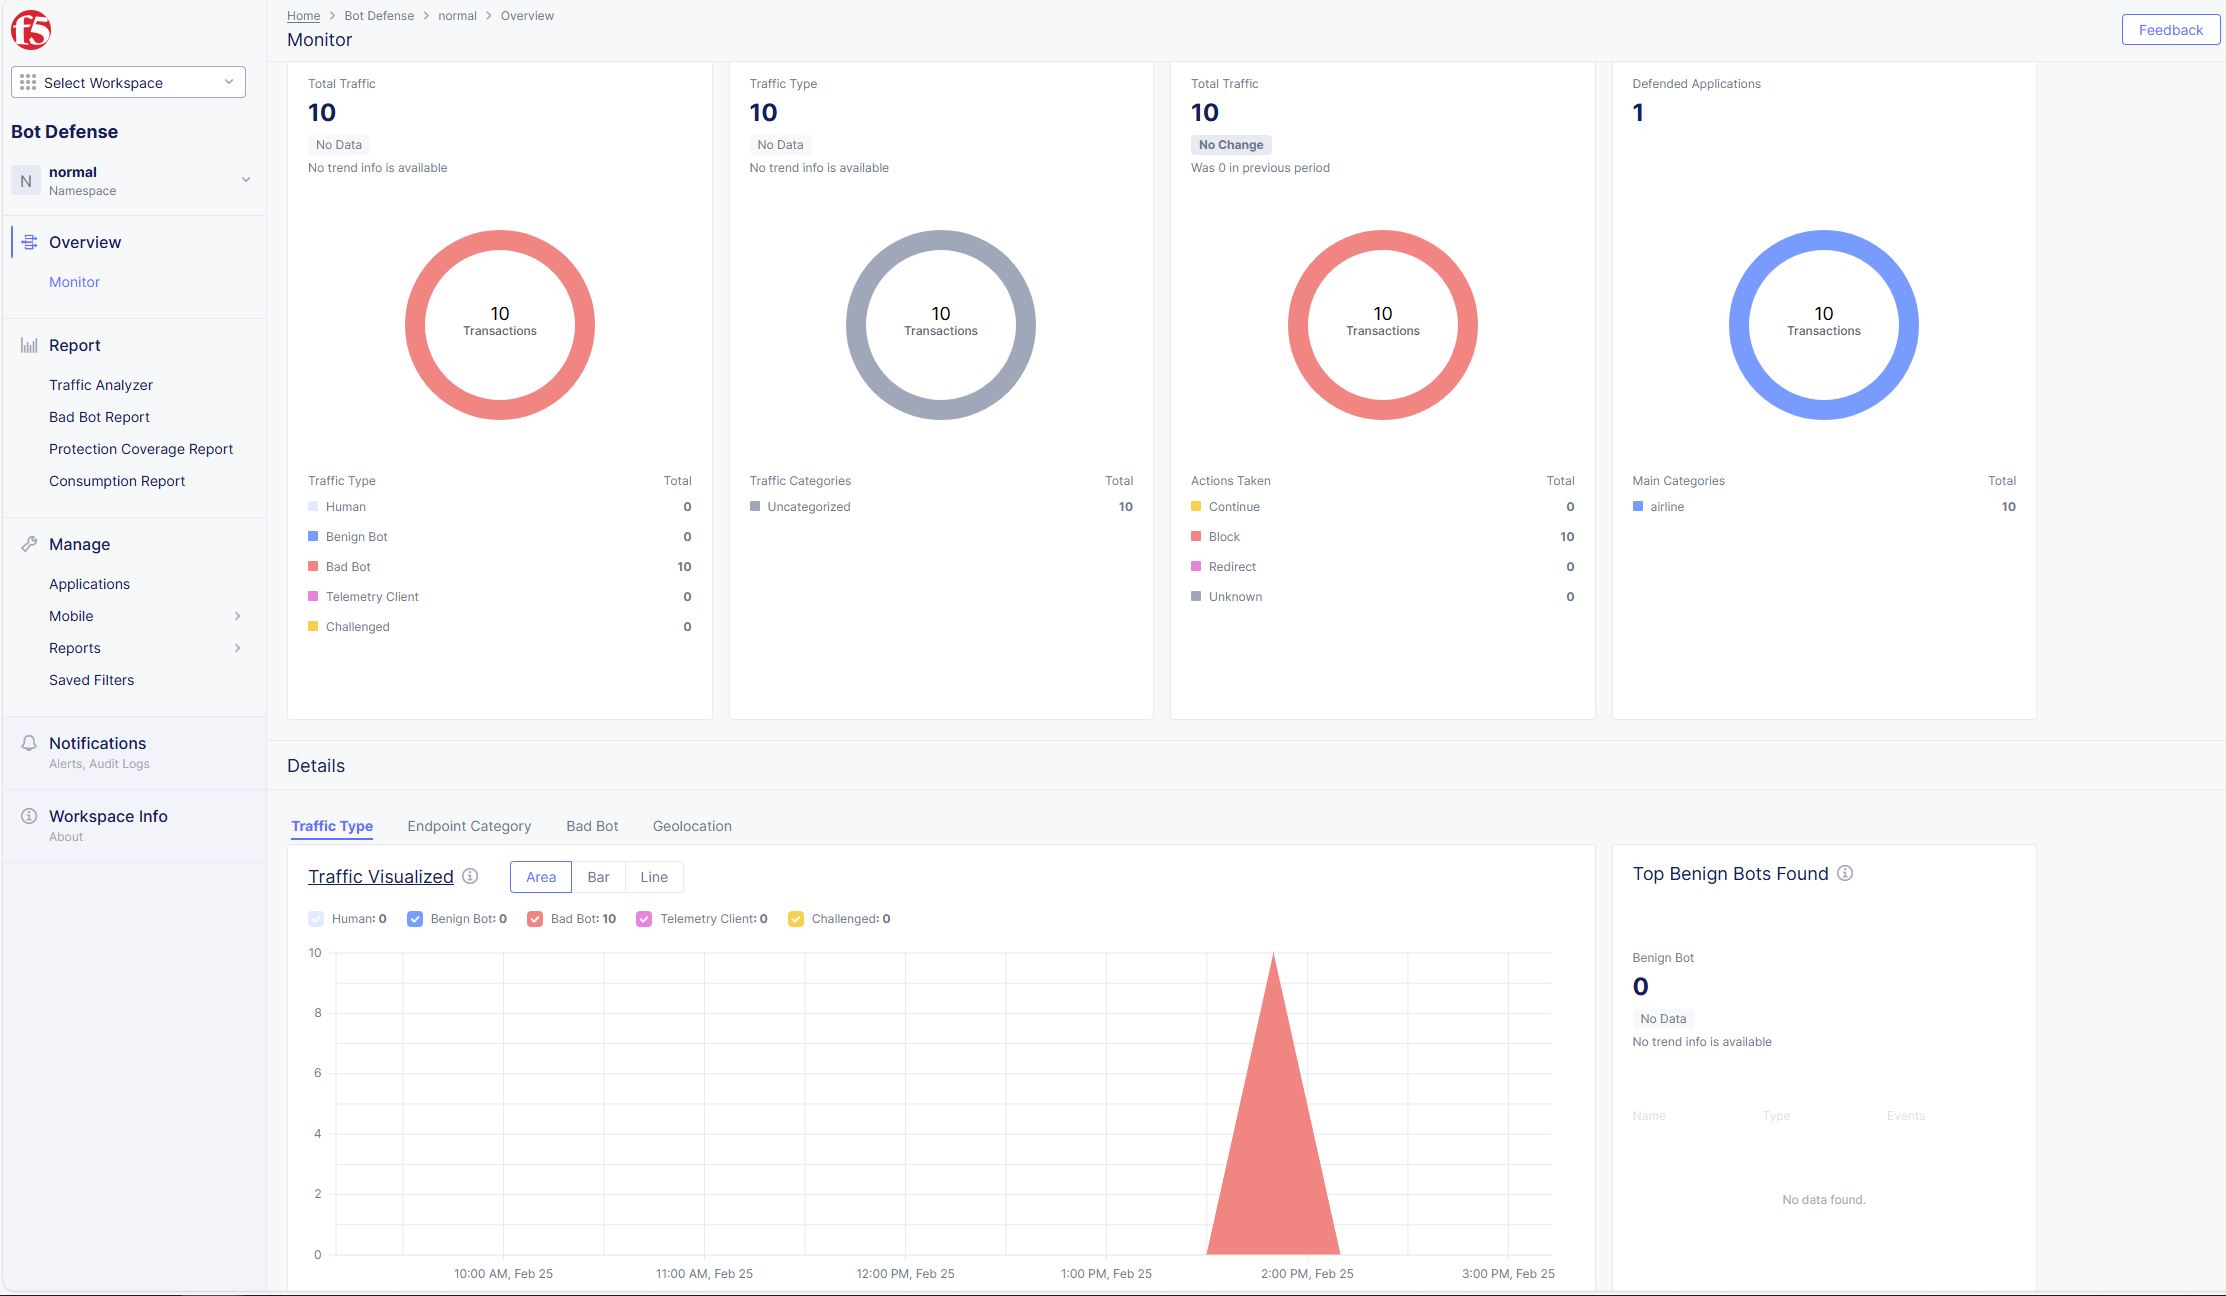 f5
Select Workspace
Bot Defense
N
normal
Namespace
Overview
Monitor
Report
Traffic Analyzer
Bad Bot Report
Protection Coverage Report
Consumption Report
Manage
Applications
Mobile
Reports
Saved Filters
Notifications
Alerts, Audit Logs
Workspace Info
About
Home > Bot Defense > normal > Overview
Monitor
Feedback
Total Traffic
10
No Data
No trend info is available
10
Transactions
Traffic Type Total
Human 0
Benign Bot 0
Bad Bot 10
Telemetry Client 0
Challenged 0
Traffic Type
10
No Data
No trend info is available
10
Transactions
Traffic Categories Total
Uncategorized 10
Total Traffic
10
No Change
Was 0 in previous period
10
Transactions
Actions Taken Total
Continue 0
Block 10
Redirect 0
Unknown 0
Defended Applications
1
10
Transactions
Main Categories Total
airline 10
Details
Traffic Type Endpoint Category Bad Bot Geolocation
Traffic Visualized Area Bar Line
Human: 0 Benign Bot: 0 Bad Bot: 10 Telemetry Client: 0 Challenged: 0
10
8
6
4
2
0
10:00 AM, Feb 25 11:00 AM, Feb 25 12:00 PM, Feb 25 1:00 PM, Feb 25 2:00 PM, Feb 25 3:00 PM, Feb 25
Top Benign Bots Found
Benign Bot
0
No Data
No trend info is available
Name Type Events
No data found.